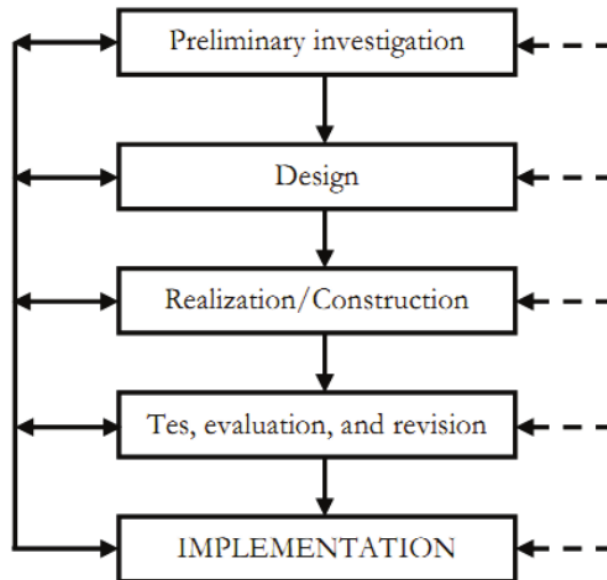 Preliminary investigation
Design
Realization/Construction
Tes, evaluation, and revision
IMPLEMENTATION